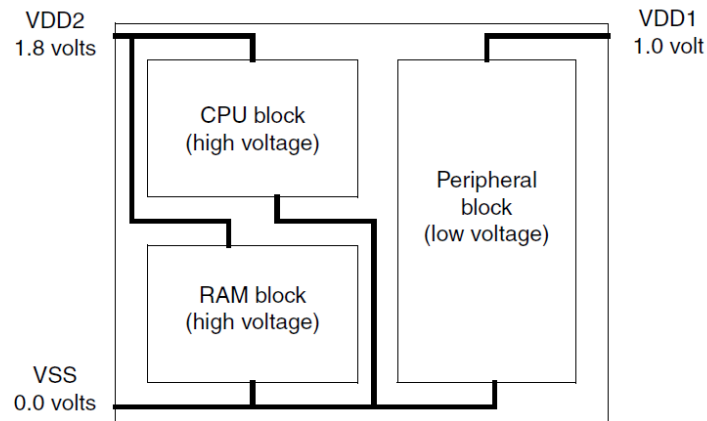 VDD2
1.8 volts
VDD1
1.0 volt
CPU block
(high voltage)
Peripheral
block
(low voltage)
RAM block
(high voltage)
VSS
0.0 volts